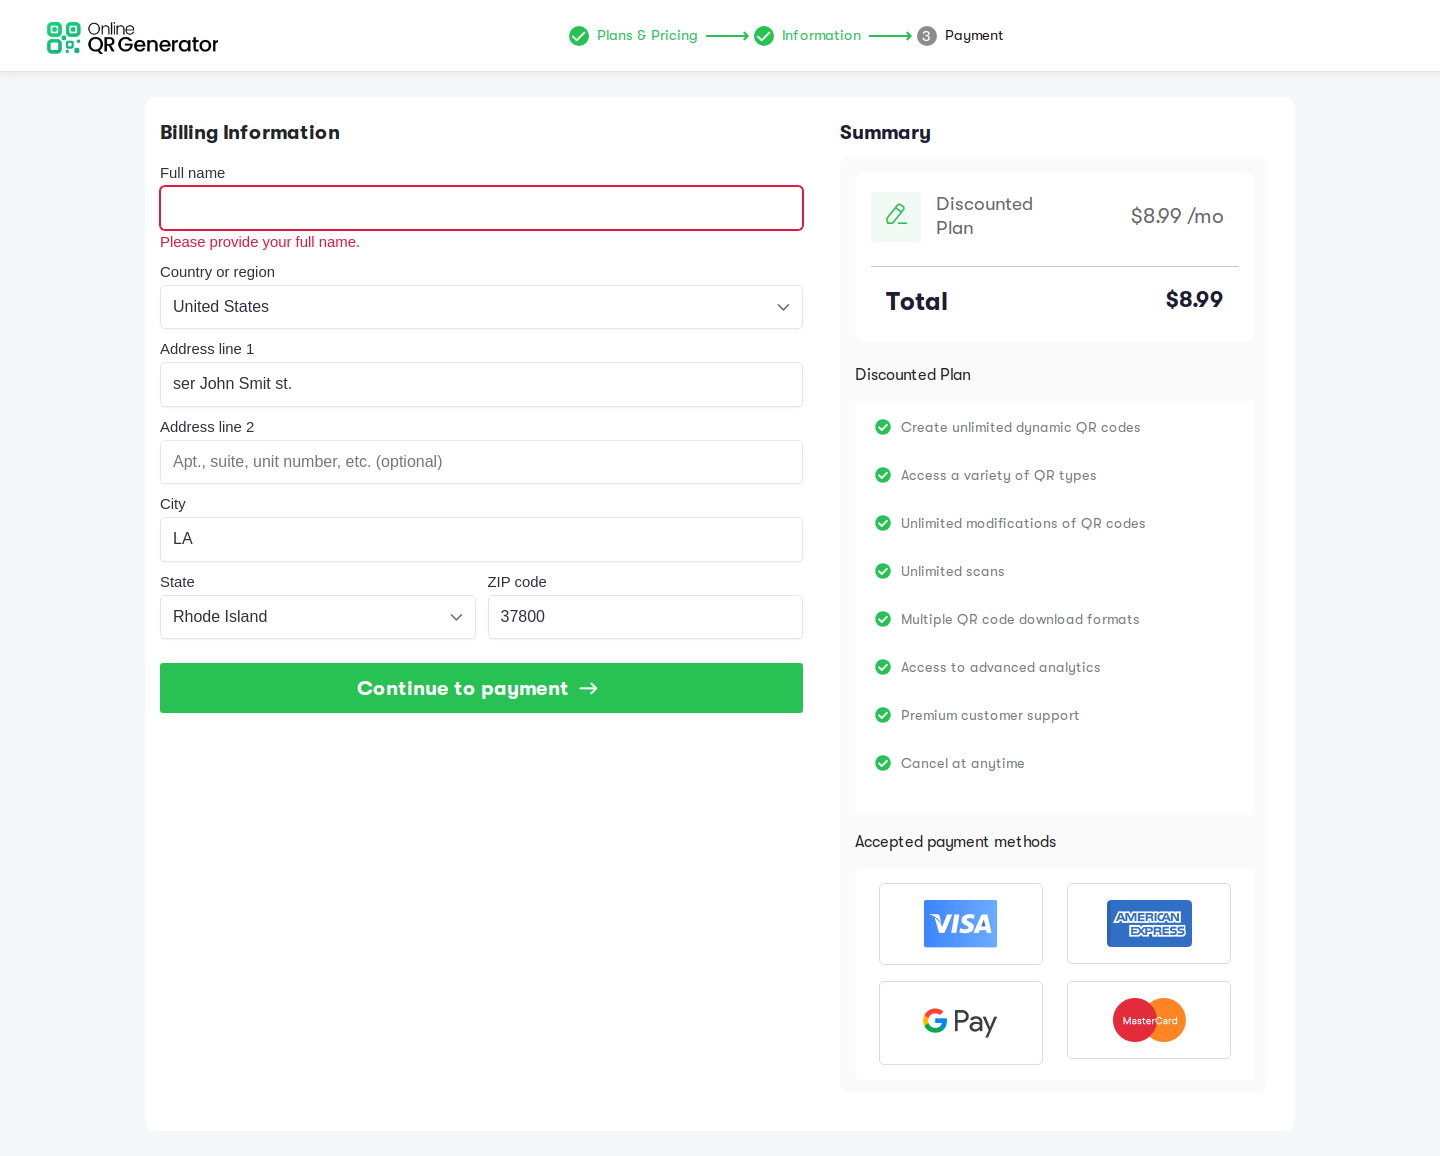 Online
QR Generator
Plans & Pricing
Information
3 Payment
Billing Information
Full name
Please provide your full name.
Country or region
United States
Address line 1
ser John Smit st.
Address line 2
Apt., suite, unit number, etc. (optional)
City
LA
State
ZIP code
Rhode Island
37800
Continue to payment
Summary
Discounted
Plan
$8.99 /mo
Total
$8.99
Discounted Plan
Create unlimited dynamic QR codes
Access a variety of QR types
Unlimited modifications of QR codes
Unlimited scans
Multiple QR code download formats
Access to advanced analytics
Premium customer support
Cancel at anytime
Accepted payment methods
VISA
AMERICAN
EXPRESS
G Pay
MasterCard